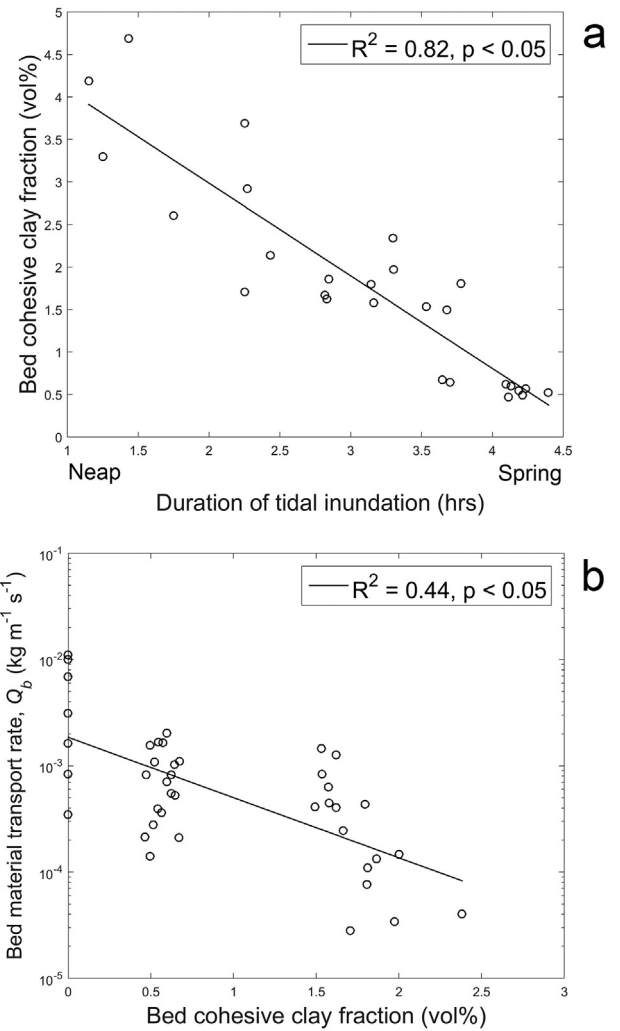 a
R² = 0.82, p < 0.05
Bed cohesive clay fraction (vol%)
5
4.5
4
3.5
3
2.5
2
1.5
1
0.5
0
1 1.5 2 2.5 3 3.5 4 4.5
Neap Spring
Duration of tidal inundation (hrs)
b
R² = 0.44, p < 0.05
Bed material transport rate, Q_b (kg m⁻¹ s⁻¹)
10⁻¹
10⁻²
10⁻³
10⁻⁴
10⁻⁵
0 0.5 1 1.5 2 2.5 3
Bed cohesive clay fraction (vol%)